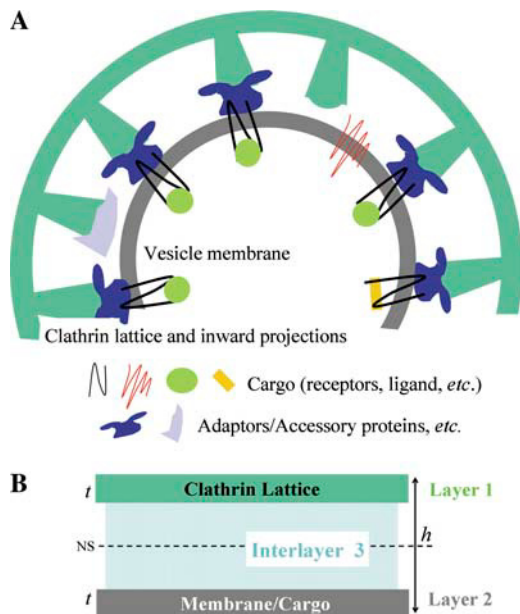 A
Vesicle membrane
Clathrin lattice and inward projections
Cargo (receptors, ligand, etc.)
Adaptors/Accessory proteins, etc.
B
t Clathrin Lattice Layer 1
NS Interlayer 3 h
t Membrane/Cargo Layer 2